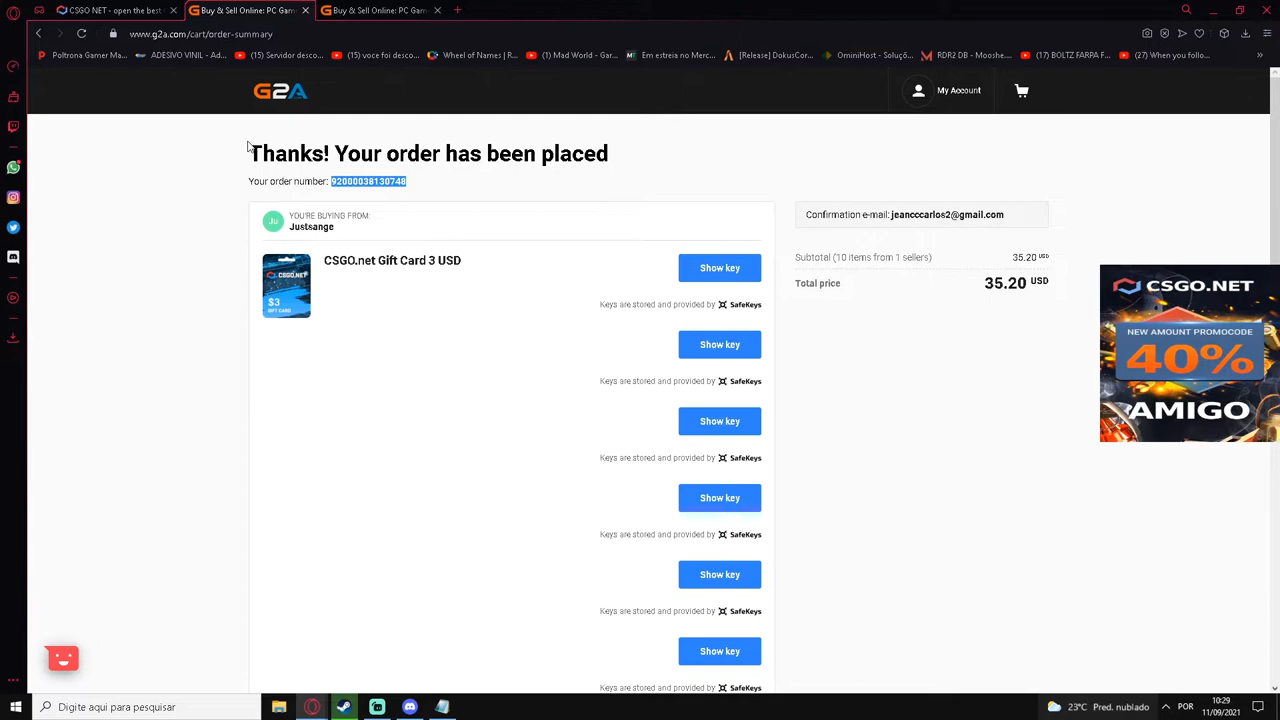 CSGO NET - open the best
Buy & Sell Online: PC Gam
Buy & Sell Online: PC Gam
www.g2a.com/cart/order-summary
Poltrona Gamer Ma...
ADESIVO VINIL - Ad...
(15) Servidor desco...
(15) voce foi desco...
Wheel of Names | R...
(1) Mad World - Gar...
Em estreia no Merc...
[Release] DokusCor...
OminiHost - Soluçõ...
RDR2 DB - Mooshe...
(17) BOLTZ FARPA F...
(27) When you follo...
G2A
My Account
Thanks! Your order has been placed
Your order number: 92000038130748
Ju
YOU'RE BUYING FROM:
Justsange
Confirmation e-mail: jeancccarlos2@gmail.com
CSGO.NET
$3
GIFT CARD
CSGO.net Gift Card 3 USD
Show key
Subtotal (10 items from 1 sellers) 35.20 USD
Total price 35.20 USD
Keys are stored and provided by SafeKeys
Show key
Keys are stored and provided by SafeKeys
Show key
Keys are stored and provided by SafeKeys
Show key
Keys are stored and provided by SafeKeys
Show key
Keys are stored and provided by SafeKeys
Show key
Keys are stored and provided by SafeKeys
CSGO.NET
NEW AMOUNT PROMOCODE
40%
AMIGO
Digite aqui para pesquisar
23°C Pred. nublado
POR
10:29
11/09/2021